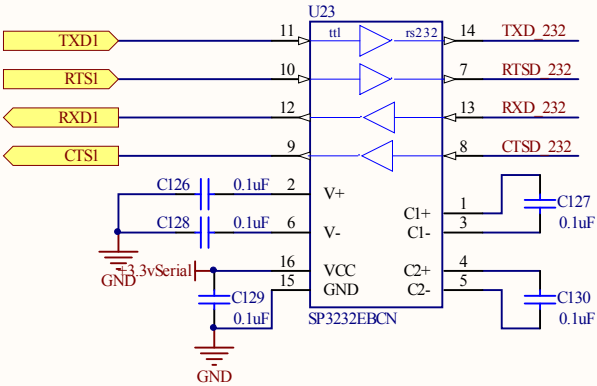 U23
TXD1 11 ttl rs232 14 TXD_232
RTS1 10 7 RTSD_232
RXD1 12 13 RXD_232
CTS1 9 8 CTSD_232
C126 0.1uF 2 V+
1 C1+ C127
C128 0.1uF 6 V-
3 C1- 0.1uF
GND
+3.3vSerial 16 VCC 4 C2+
15 GND 5 C2-
C129 C130
0.1uF SP3232EBCN 0.1uF
GND